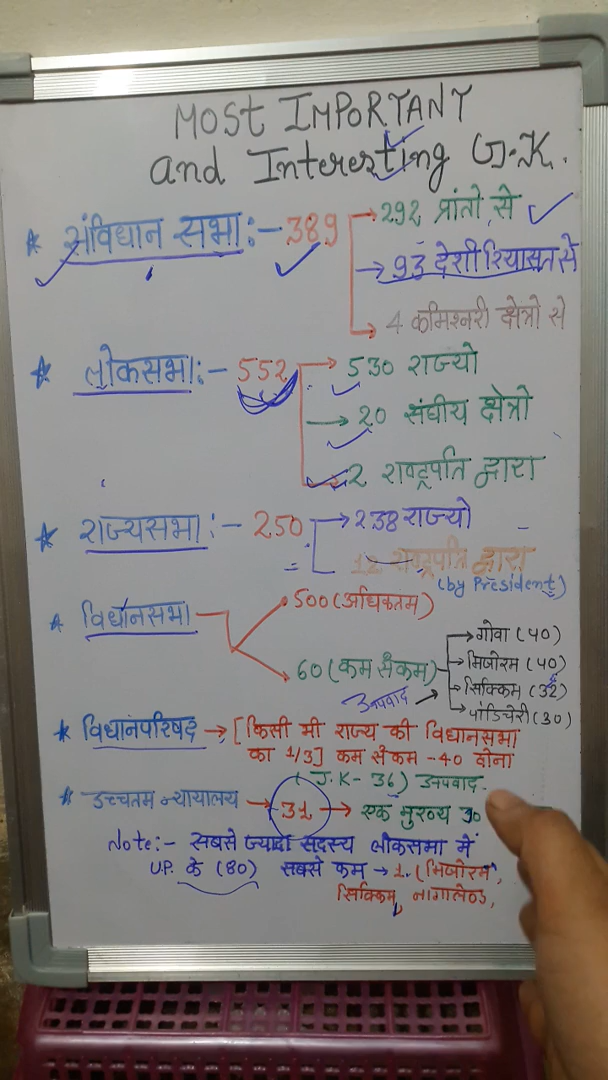 MOST IMPORTANT
and Interesting G.K.
* संविधान सभा :- 389 → 292 प्रांतो से
→ 93 देशी रियासत से
→ 4 कमिश्नरी क्षेत्रो से
* लोकसभा :- 552 → 530 राज्यो
→ 20 संघीय क्षेत्रो
→ 2 राष्ट्रपति द्वारा
* राज्यसभा :- 250 → 238 राज्यो
12 राष्ट्रपति द्वारा
(by President)
* विधानसभा 500 (अधिकतम)
60 (कम से कम) → गोवा (40)
→ मिजोरम (40)
अपवाद → सिक्किम (32)
→ पांडिचेरी (30)
* विधानपरिषद → [किसी भी राज्य की विधानसभा
का 1/3] कम से कम - 40 होना
(J.K - 36) अपवाद.
* उच्चतम न्यायालय → 31 → एक मुख्य 30
Note :- सबसे ज्यादा सदस्य लोकसभा में
U.P. के (80) सबसे कम → 1. (मिजोरम,
सिक्किम, नागालैण्ड,